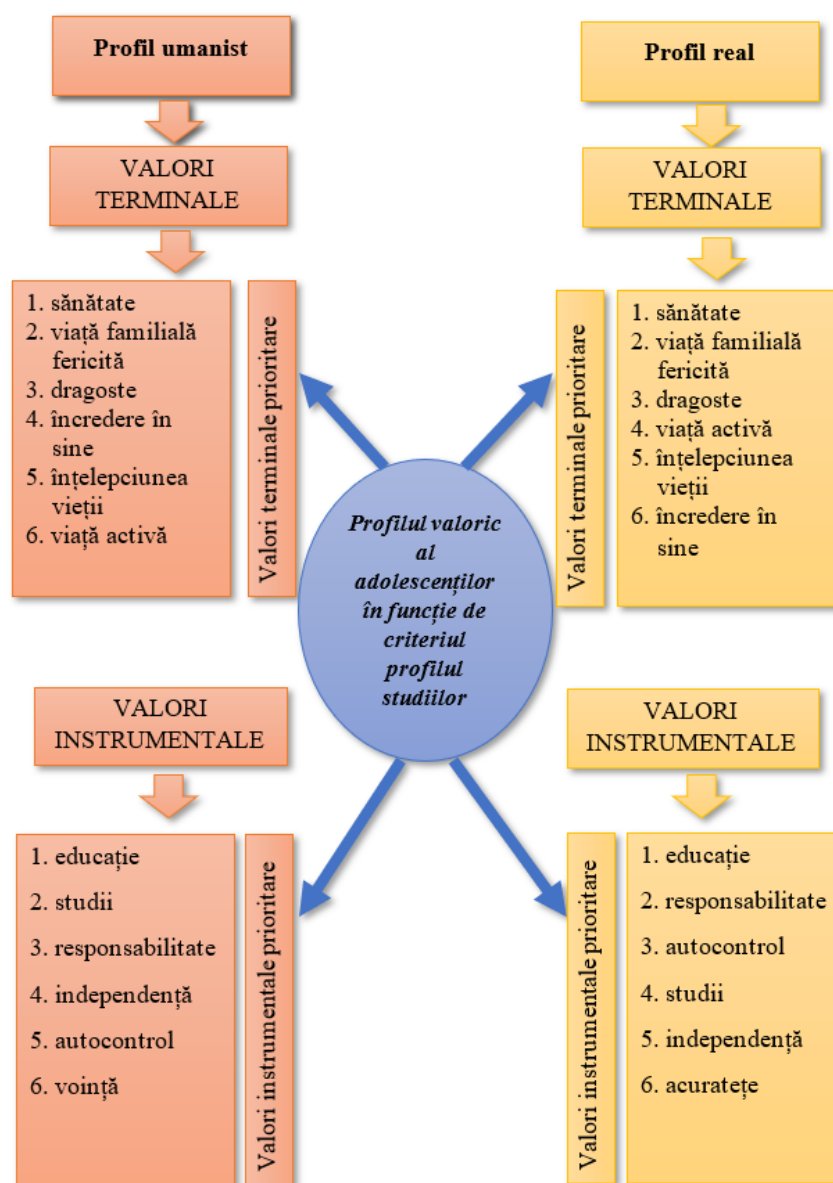 Profil umanist
VALORI
TERMINALE
1. sănătate
2. viață familială
fericită
3. dragoste
4. încredere în
sine
5. înțelepciunea
vieții
6. viață activă
Valori terminale prioritare
Profil real
VALORI
TERMINALE
Valori terminale prioritare
1. sănătate
2. viață familială
fericită
3. dragoste
4. viață activă
5. înțelepciunea
vieții
6. încredere în
sine
Profilul valoric
al
adolescenților
în funcție de
criteriul
profilul
studiilor
VALORI
INSTRUMENTALE
1. educație
2. studii
3. responsabilitate
4. independență
5. autocontrol
6. voință
Valori instrumentale prioritare
VALORI
INSTRUMENTALE
Valori instrumentale prioritare
1. educație
2. responsabilitate
3. autocontrol
4. studii
5. independență
6. acuratețe